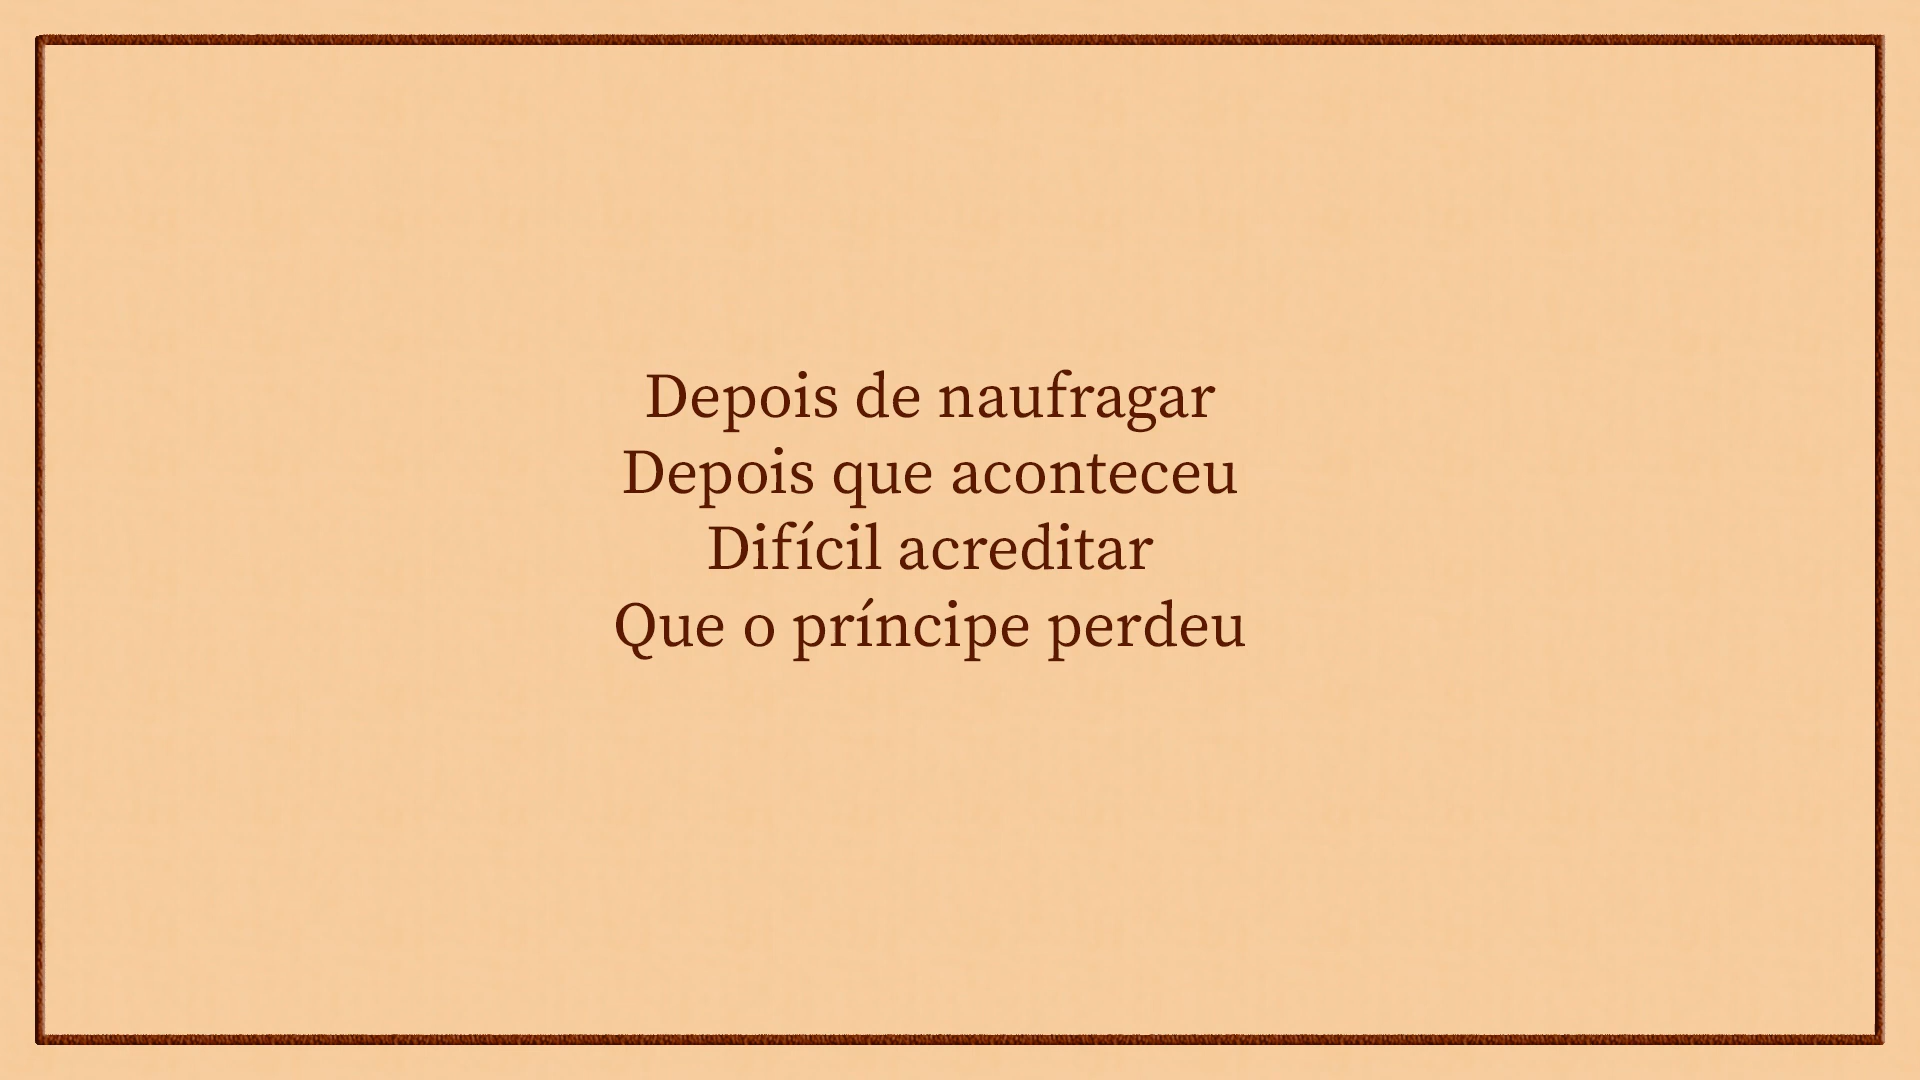 Depois de naufragar
Depois que aconteceu
Difícil acreditar
Que o príncipe perdeu